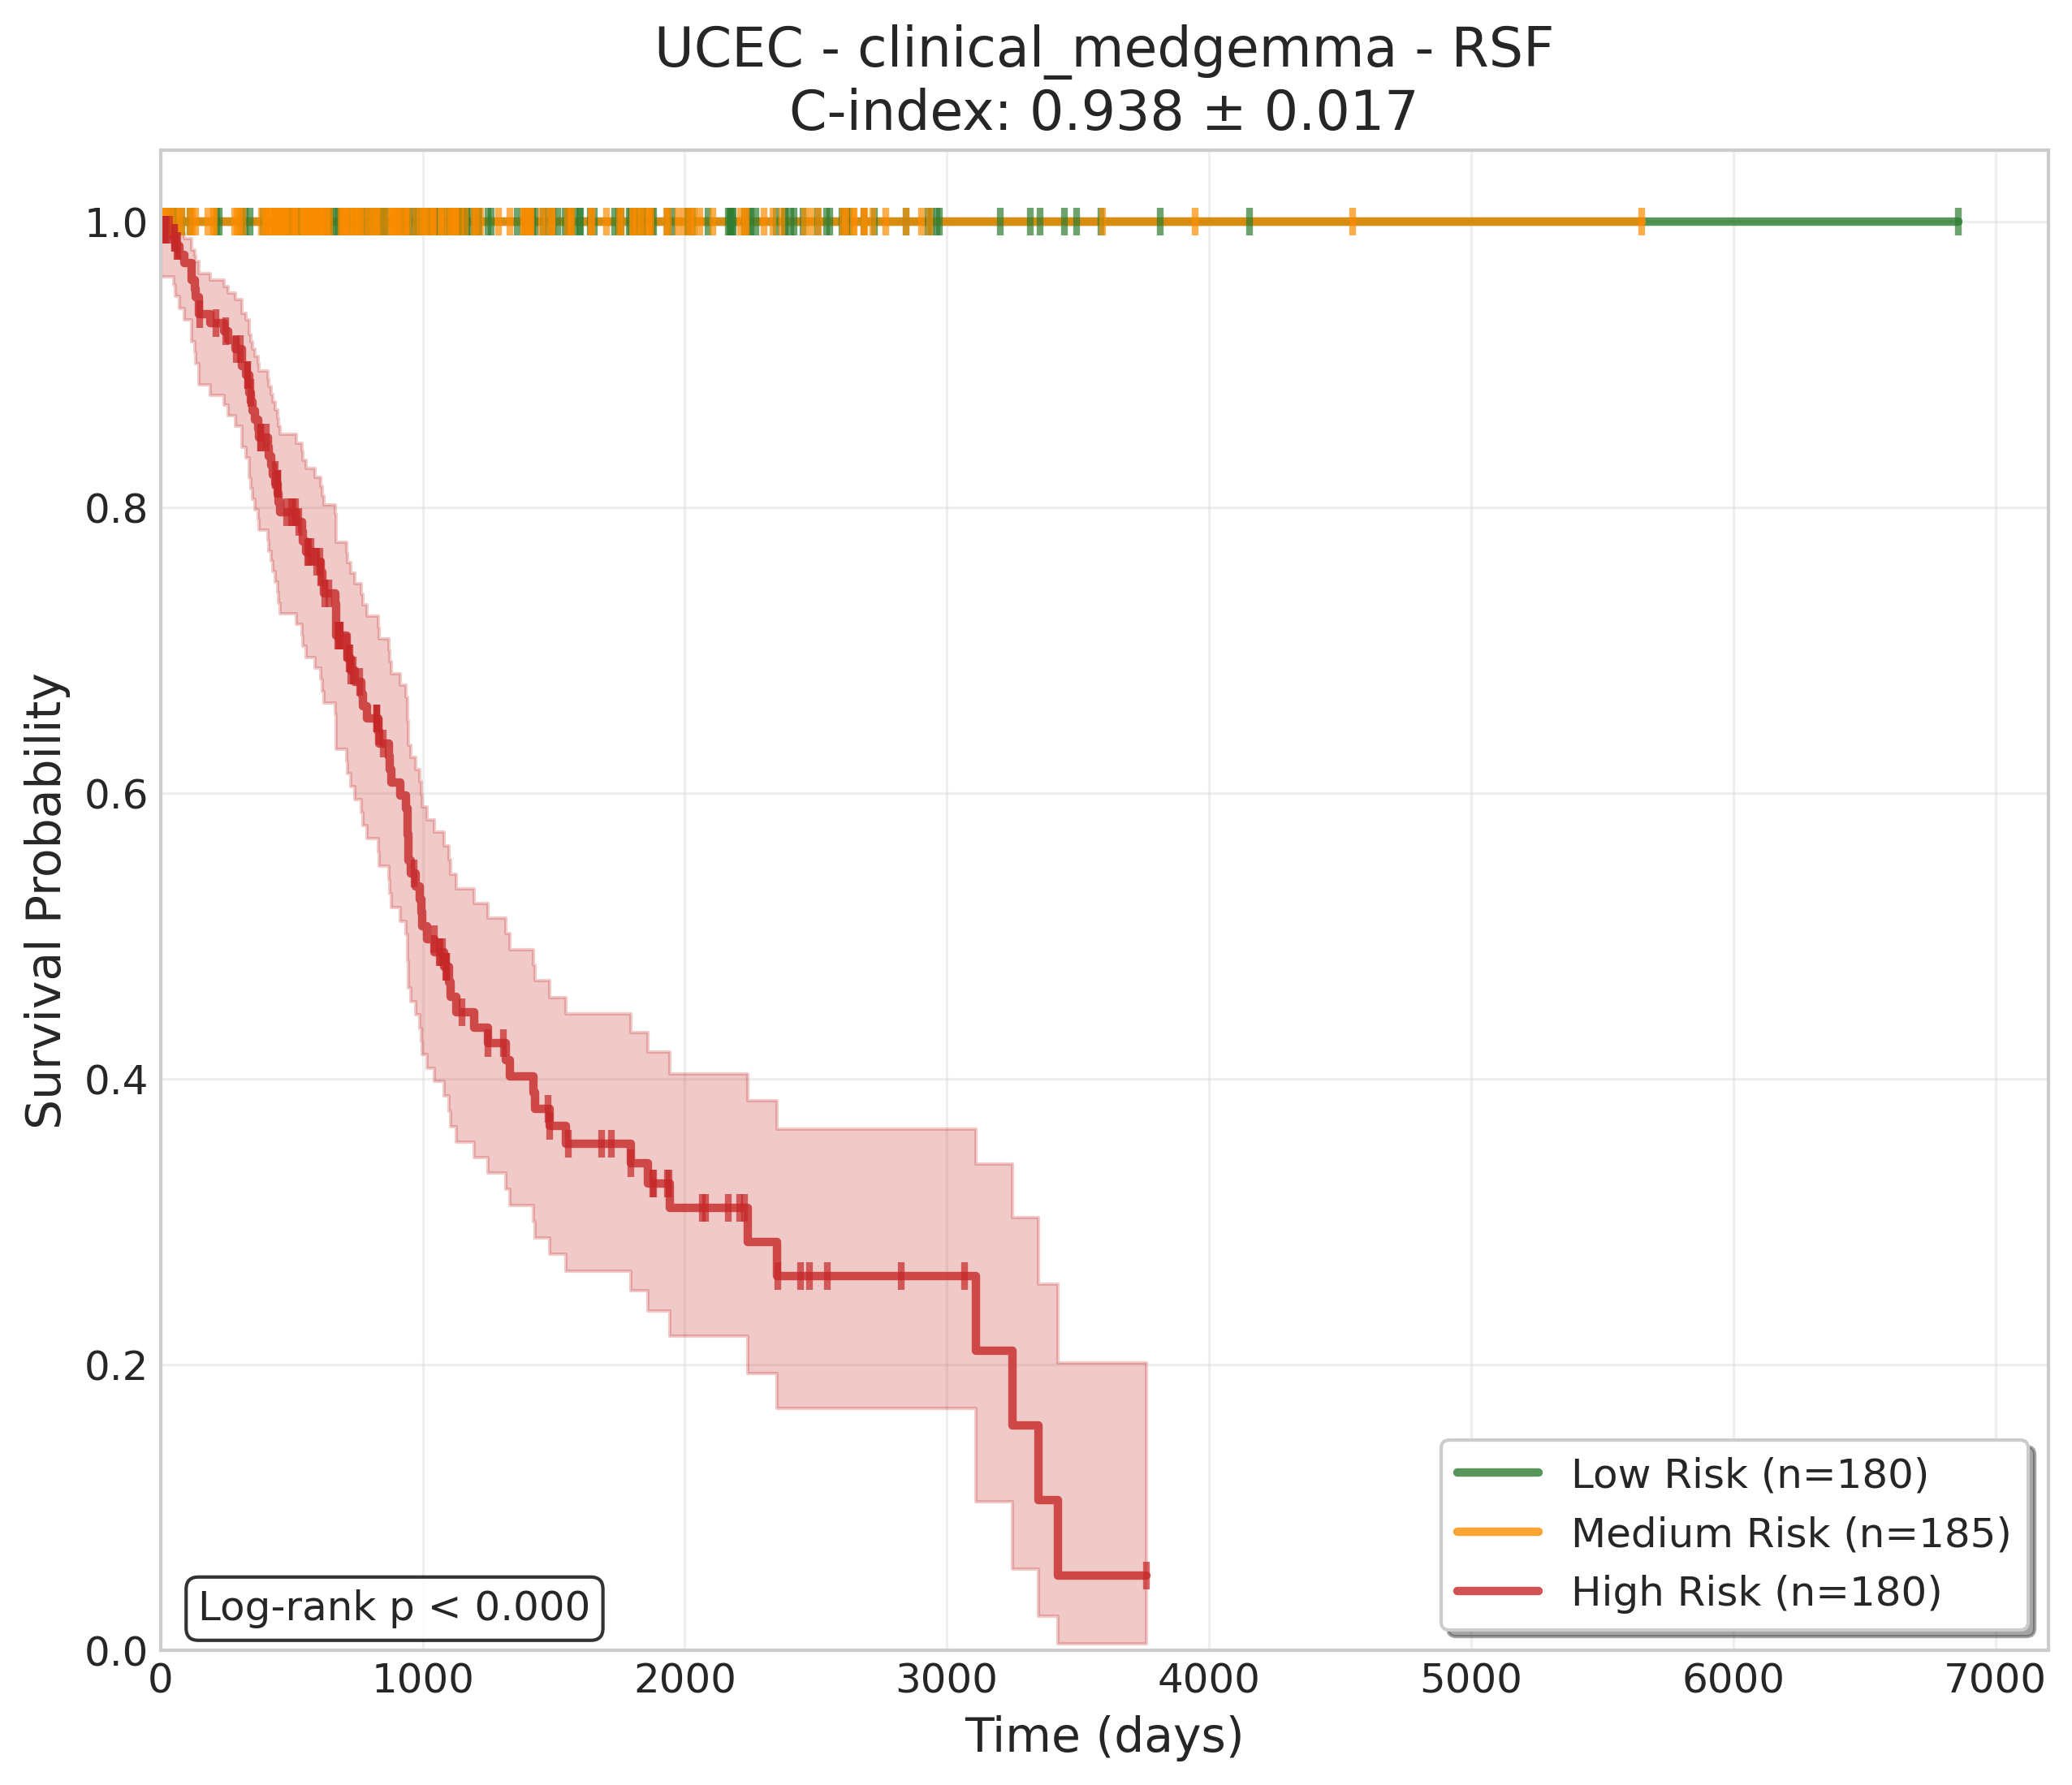 UCEC - clinical_medgemma - RSF
C-index: 0.938 ± 0.017
Survival Probability
1.0
0.8
0.6
0.4
0.2
0.0
Log-rank p < 0.000
Low Risk (n=180)
Medium Risk (n=185)
High Risk (n=180)
0 1000 2000 3000 4000 5000 6000 7000
Time (days)